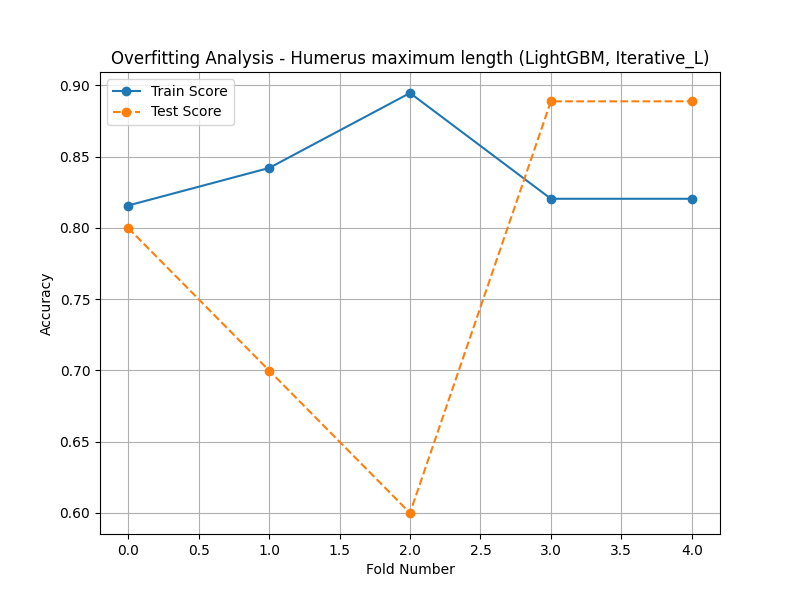 Overfitting Analysis - Humerus maximum length (LightGBM, Iterative_L)
Train Score
Test Score
Accuracy
0.90
0.85
0.80
0.75
0.70
0.65
0.60
0.0 0.5 1.0 1.5 2.0 2.5 3.0 3.5 4.0
Fold Number